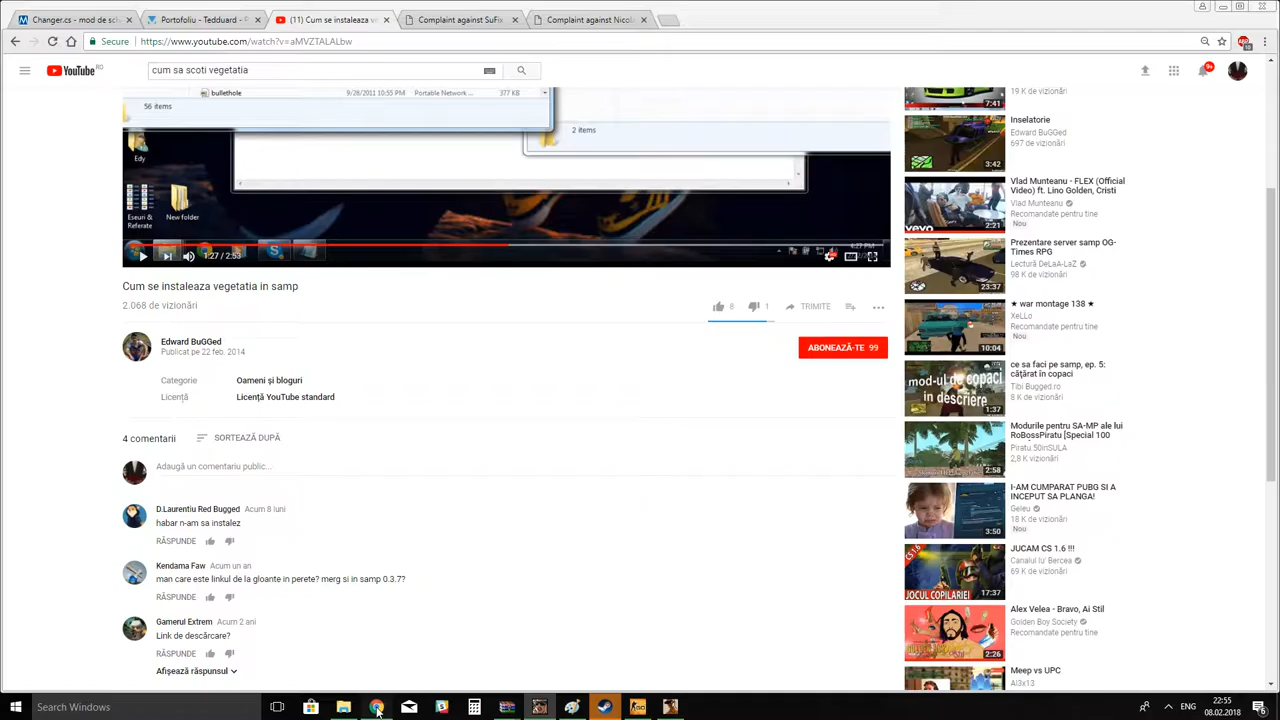 Changer.cs - mod de sch
Portofoliu - Tedduard - P
(11) Cum se instaleaza ve
Complaint against SuFix
Complaint against Nicola
Secure
https://www.youtube.com/watch?v=aMVZTALALbw
YouTube RO
cum sa scoti vegetatia
9+
bullethole 9/28/2011 10:55 PM Portable Network ... 377 KB
56 items
2 items
Edy
Eseuri & Referate
New folder
4:27 PM
1:27 / 2:53
Cum se instaleaza vegetatia in samp
2.068 de vizionări
8
1
TRIMITE
Edward BuGGed
Publicat pe 22 feb. 2014
ABONEAZĂ-TE 99
Categorie Oameni și bloguri
Licență Licență YouTube standard
4 comentarii
SORTEAZĂ DUPĂ
Adaugă un comentariu public...
D.Laurentiu Red Bugged Acum 8 luni
habar n-am sa instalez
RĂSPUNDE
Kendama Faw Acum un an
man care este linkul de la gloante in perete? merg si in samp 0.3.7??
RĂSPUNDE
Gamerul Extrem Acum 2 ani
Link de descărcare?
RĂSPUNDE
Afișează răspunsul
19 K de vizionări
7:41
Inselatorie
Edward BuGGed
697 de vizionări
3:42
Vlad Munteanu - FLEX (Official
Video) ft. Lino Golden, Cristi
Vlad Munteanu
Recomandate pentru tine
Nou
vevo
2:21
Prezentare server samp OG-
Times RPG
Lectură DeLaA-LaZ
98 K de vizionări
23:37
★ war montage 138 ★
XeLLo
Recomandate pentru tine
Nou
10:04
ce sa faci pe samp, ep. 5:
cățărat în copaci
Tibi Bugged.ro
8 K de vizionări
mod-ul de copaci
in descriere
1:37
Modurile pentru SA-MP ale lui
RoBossPiratu [Special 100
Piratu 50inSULA
2,8 K vizionări
2:58
I-AM CUMPARAT PUBG SI A
INCEPUT SA PLANGA!
Geleu
18 K de vizionări
Nou
3:50
JUCAM CS 1.6 !!!
Canalul lu' Bercea
69 K de vizionări
CS 1.6
JOCUL COPILARIEI
17:37
Alex Velea - Bravo, Ai Stil
Golden Boy Society
Recomandate pentru tine
2:26
Meep vs UPC
Al3x13
Search Windows
ENG
22:55
08.02.2018